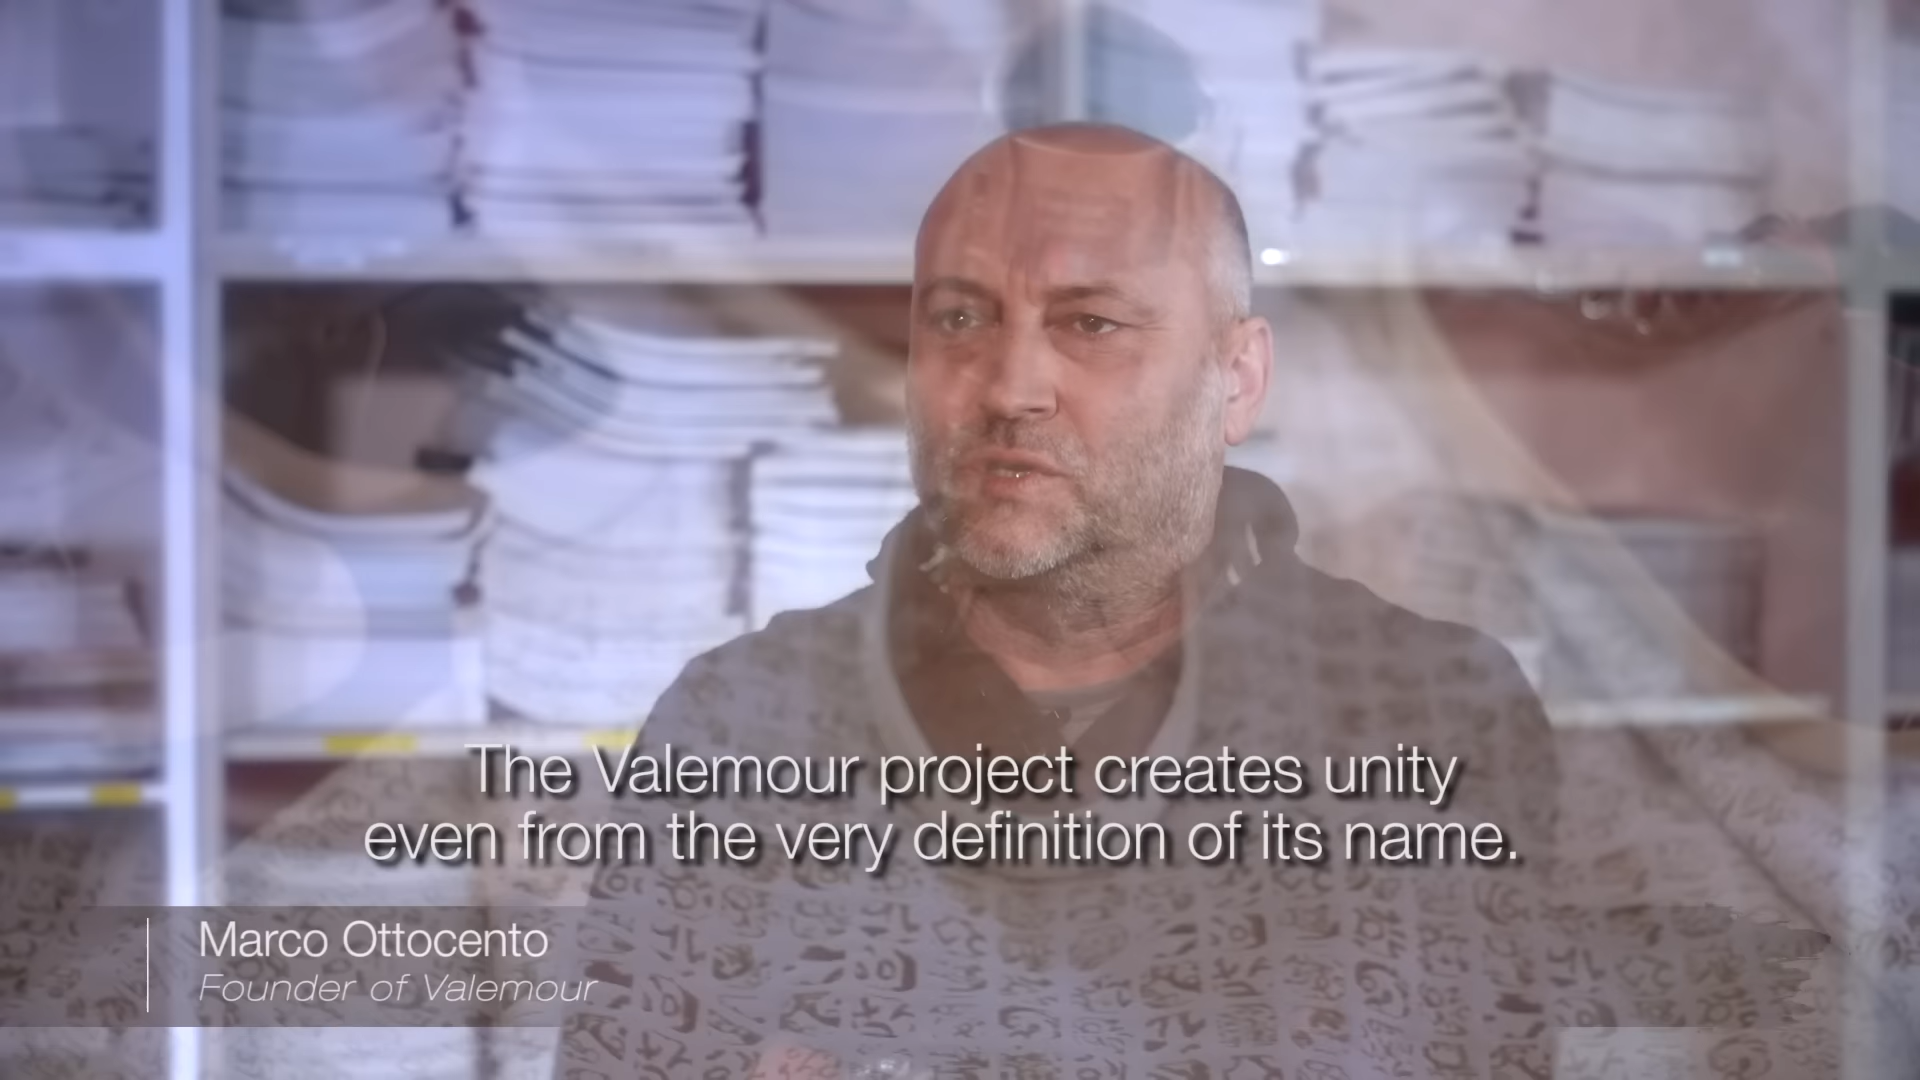 The Valemour project creates unity
even from the very definition of its name.
Marco Ottocento
Founder of Valemour